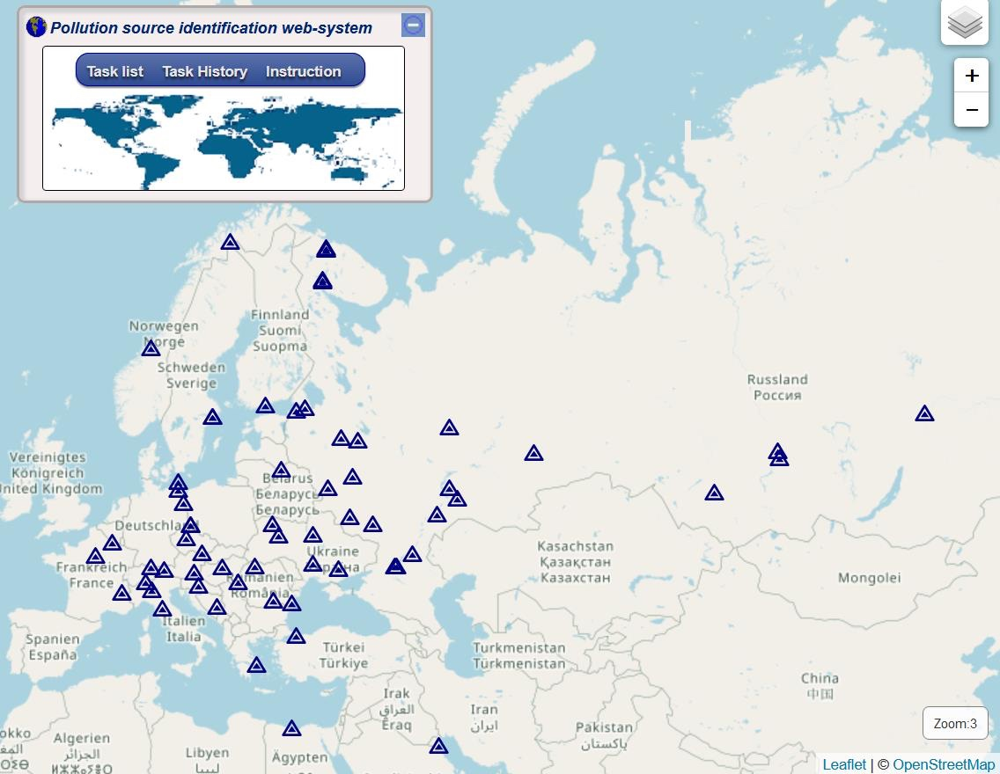 Pollution source identification web-system
Task list Task History Instruction
+
−
Finnland
Suomi
Suopma
Norwegen
Norge
Schweden
Sverige
Russland
Россия
Vereinigtes
Königreich
United Kingdom
Belarus
Беларусь
Беларусь
Deutschland
Frankreich
France
Ukraine
Україна
Rumänien
România
Kasachstan
Қазақстан
Казахстан
Mongolei
Italien
Italia
Spanien
España
Türkei
Türkiye
Turkmenistan
Türkmenistan
China
中国
Irak
العراق
Êraq
Iran
ایران
Pakistan
پاکستان
Zoom:3
Algerien
الجزائر
Libyen
ليبيا
Ägypten
Leaflet | © OpenStreetMap